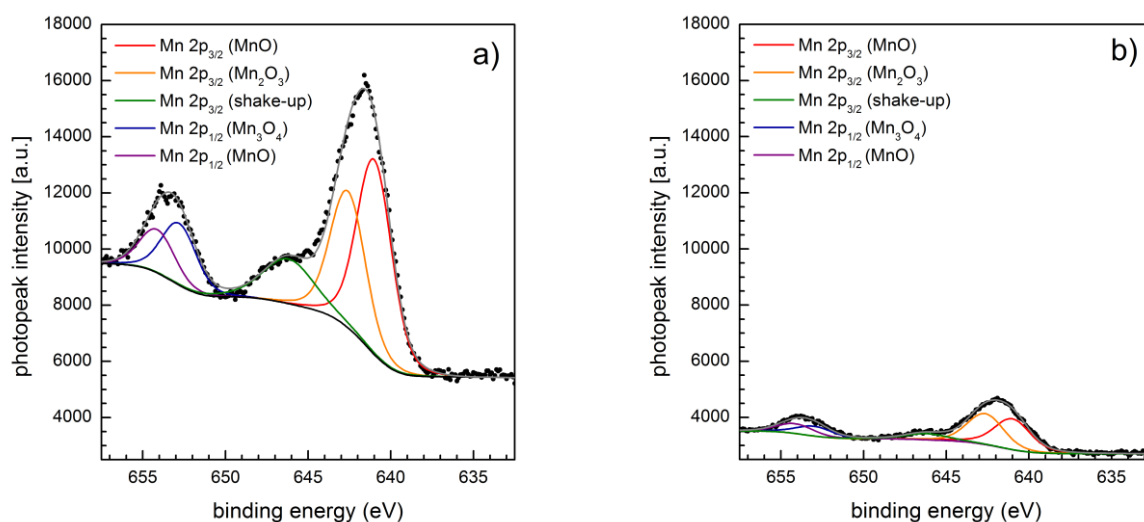 a)
Mn 2p3/2 (MnO)
Mn 2p3/2 (Mn2O3)
Mn 2p3/2 (shake-up)
Mn 2p1/2 (Mn3O4)
Mn 2p1/2 (MnO)
photopeak intensity [a.u.]
18000
16000
14000
12000
10000
8000
6000
4000
655
650
645
640
635
binding energy (eV)
b)
Mn 2p3/2 (MnO)
Mn 2p3/2 (Mn2O3)
Mn 2p3/2 (shake-up)
Mn 2p1/2 (Mn3O4)
Mn 2p1/2 (MnO)
photopeak intensity [a.u.]
18000
16000
14000
12000
10000
8000
6000
4000
655
650
645
640
635
binding energy (eV)